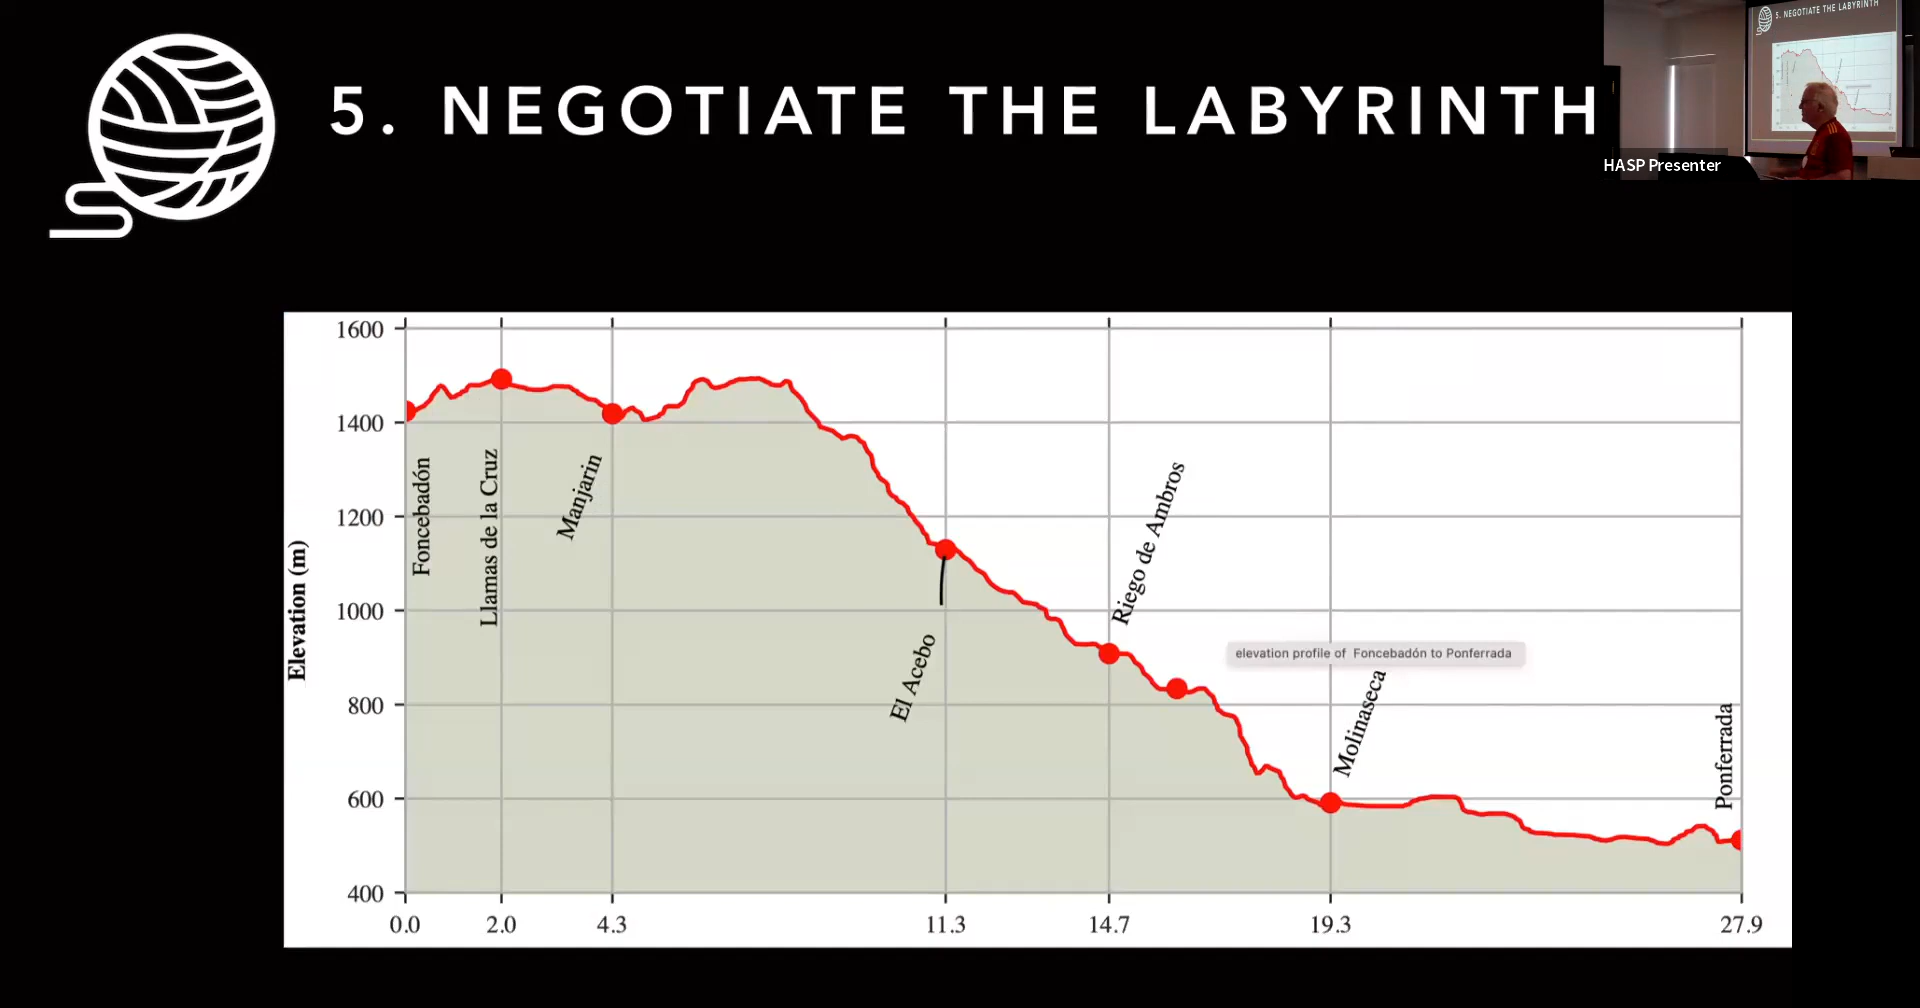 5. NEGOTIATE THE LABYRINTH
5. NEGOTIATE THE LABYRINTH
HASP Presenter
Elevation (m)
1600
1400
1200
1000
800
600
400
Foncebadón
Llamas de la Cruz
Manjarin
El Acebo
Riego de Ambros
elevation profile of Foncebadón to Ponferrada
Molinaseca
Ponferrada
0.0 2.0 4.3 11.3 14.7 19.3 27.9